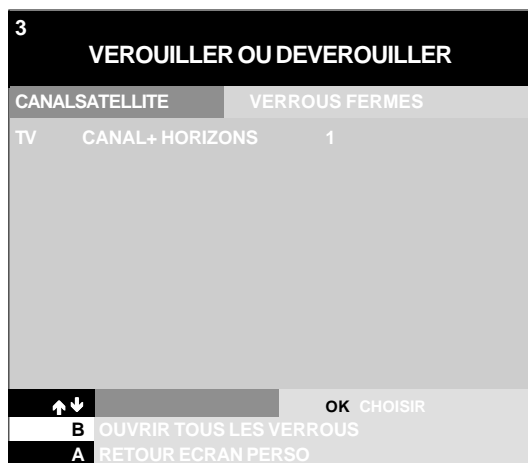 3
VEROUILLER OU DEVEROUILLER
CANALSATELLITE VERROUS FERMES
TV CANAL+ HORIZONS 1
OK CHOISIR
B OUVRIR TOUS LES VERROUS
A RETOUR ECRAN PERSO